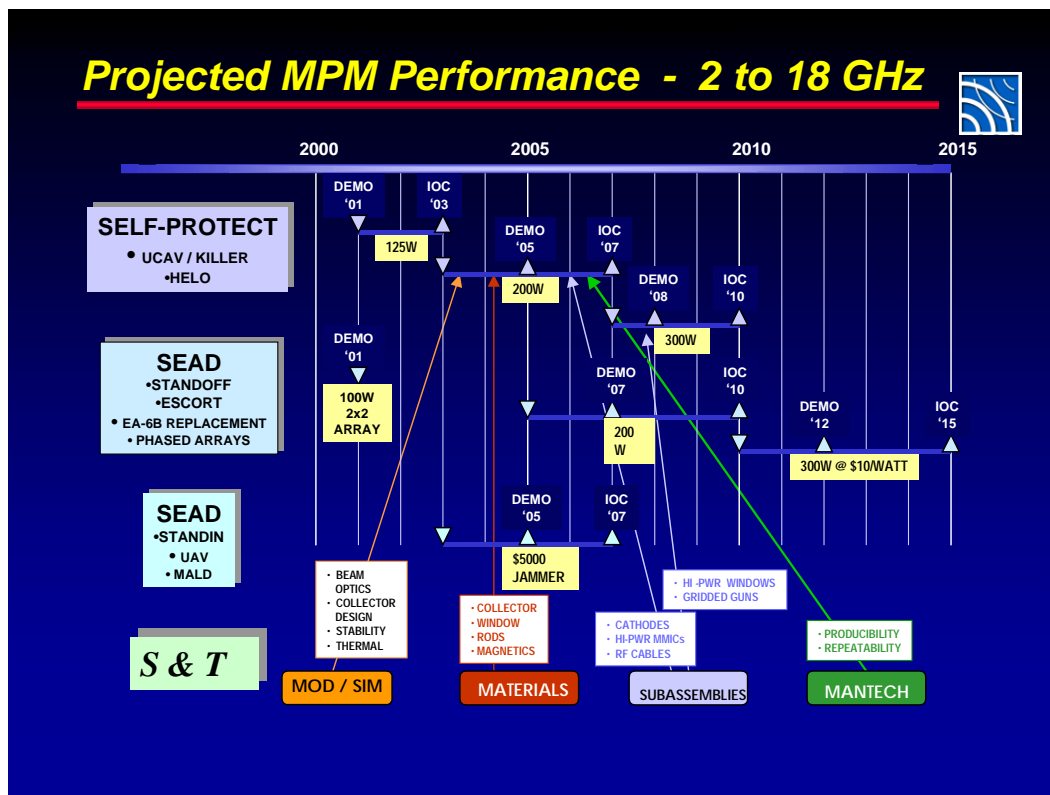 Projected MPM Performance - 2 to 18 GHz
2000 2005 2010 2015
DEMO
'01
IOC
'03
SELF-PROTECT
• UCAV / KILLER
•HELO
125W
DEMO
'05
IOC
'07
200W
DEMO
'08
IOC
'10
300W
SEAD
•STANDOFF
•ESCORT
• EA-6B REPLACEMENT
• PHASED ARRAYS
DEMO
'01
100W
2x2
ARRAY
DEMO
'07
IOC
'10
200
W
DEMO
'12
IOC
'15
300W @ $10/WATT
SEAD
•STANDIN
• UAV
• MALD
DEMO
'05
IOC
'07
$5000
JAMMER
• BEAM
OPTICS
• COLLECTOR
DESIGN
• STABILITY
• THERMAL
• COLLECTOR
• WINDOW
• RODS
• MAGNETICS
• CATHODES
• HI-PWR MMICs
• RF CABLES
• HI -PWR WINDOWS
• GRIDDED GUNS
• PRODUCIBILITY
• REPEATABILITY
S & T
MOD / SIM
MATERIALS
SUBASSEMBLIES
MANTECH